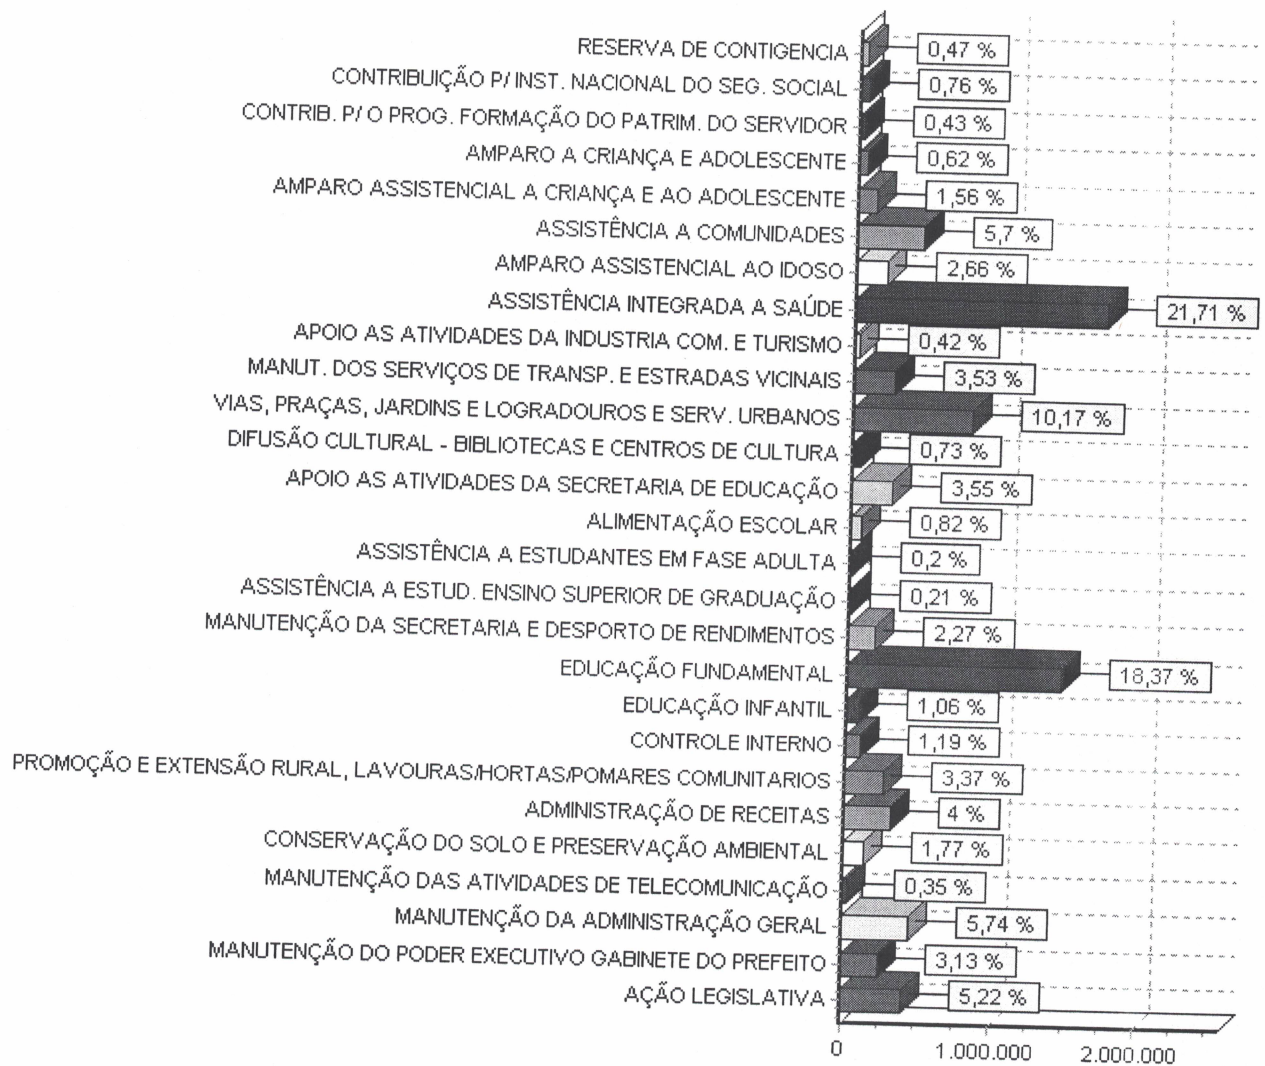 RESERVA DE CONTIGENCIA 0,47 %
CONTRIBUIÇÃO P/ INST. NACIONAL DO SEG. SOCIAL 0,76 %
CONTRIB. P/ O PROG. FORMAÇÃO DO PATRIM. DO SERVIDOR 0,43 %
AMPARO A CRIANÇA E ADOLESCENTE 0,62 %
AMPARO ASSISTENCIAL A CRIANÇA E AO ADOLESCENTE 1,56 %
ASSISTÊNCIA A COMUNIDADES 5,7 %
AMPARO ASSISTENCIAL AO IDOSO 2,66 %
ASSISTÊNCIA INTEGRADA A SAÚDE 21,71 %
APOIO AS ATIVIDADES DA INDUSTRIA COM. E TURISMO 0,42 %
MANUT. DOS SERVIÇOS DE TRANSP. E ESTRADAS VICINAIS 3,53 %
VIAS, PRAÇAS, JARDINS E LOGRADOUROS E SERV. URBANOS 10,17 %
DIFUSÃO CULTURAL - BIBLIOTECAS E CENTROS DE CULTURA 0,73 %
APOIO AS ATIVIDADES DA SECRETARIA DE EDUCAÇÃO 3,55 %
ALIMENTAÇÃO ESCOLAR 0,82 %
ASSISTÊNCIA A ESTUDANTES EM FASE ADULTA 0,2 %
ASSISTÊNCIA A ESTUD. ENSINO SUPERIOR DE GRADUAÇÃO 0,21 %
MANUTENÇÃO DA SECRETARIA E DESPORTO DE RENDIMENTOS 2,27 %
EDUCAÇÃO FUNDAMENTAL 18,37 %
EDUCAÇÃO INFANTIL 1,06 %
CONTROLE INTERNO 1,19 %
PROMOÇÃO E EXTENSÃO RURAL, LAVOURAS/HORTAS/POMARES COMUNITARIOS 3,37 %
ADMINISTRAÇÃO DE RECEITAS 4 %
CONSERVAÇÃO DO SOLO E PRESERVAÇÃO AMBIENTAL 1,77 %
MANUTENÇÃO DAS ATIVIDADES DE TELECOMUNICAÇÃO 0,35 %
MANUTENÇÃO DA ADMINISTRAÇÃO GERAL 5,74 %
MANUTENÇÃO DO PODER EXECUTIVO GABINETE DO PREFEITO 3,13 %
AÇÃO LEGISLATIVA 5,22 %
0 1.000.000 2.000.000